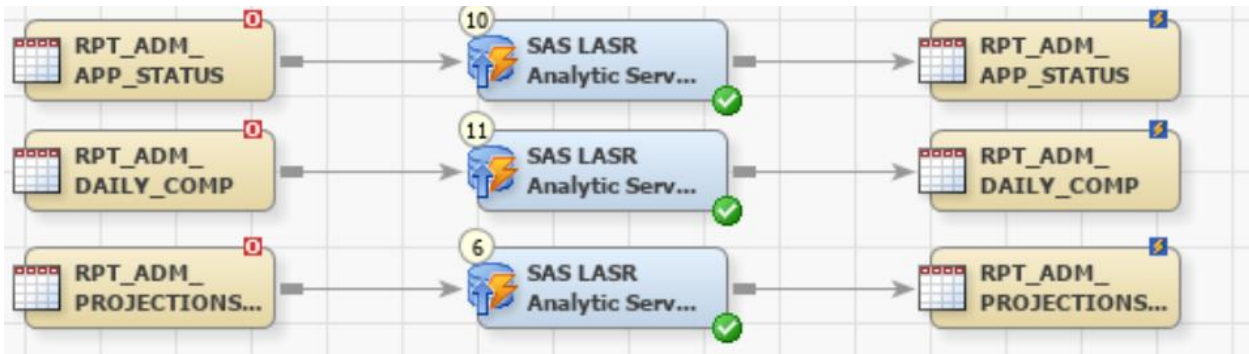 10
RPT_ADM_
APP_STATUS
SAS LASR
Analytic Serv...
RPT_ADM_
APP_STATUS
11
RPT_ADM_
DAILY_COMP
SAS LASR
Analytic Serv...
RPT_ADM_
DAILY_COMP
6
RPT_ADM_
PROJECTIONS...
SAS LASR
Analytic Serv...
RPT_ADM_
PROJECTIONS...